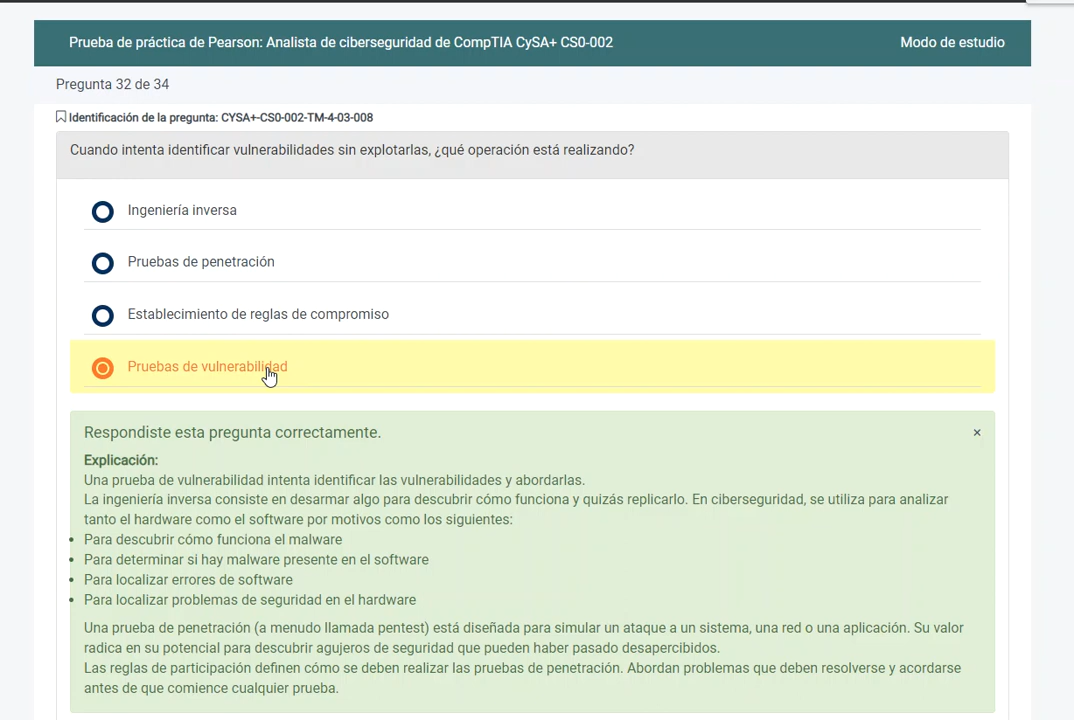 Prueba de práctica de Pearson: Analista de ciberseguridad de CompTIA CySA+ CS0-002
Modo de estudio
Pregunta 32 de 34
Identificación de la pregunta: CYSA+-CS0-002-TM-4-03-008
Cuando intenta identificar vulnerabilidades sin explotarlas, ¿qué operación está realizando?
Ingeniería inversa
Pruebas de penetración
Establecimiento de reglas de compromiso
Pruebas de vulnerabilidad
Respondiste esta pregunta correctamente.
×
Explicación:
Una prueba de vulnerabilidad intenta identificar las vulnerabilidades y abordarlas.
La ingeniería inversa consiste en desarmar algo para descubrir cómo funciona y quizás replicarlo. En ciberseguridad, se utiliza para analizar
tanto el hardware como el software por motivos como los siguientes:
• Para descubrir cómo funciona el malware
• Para determinar si hay malware presente en el software
• Para localizar errores de software
• Para localizar problemas de seguridad en el hardware
Una prueba de penetración (a menudo llamada pentest) está diseñada para simular un ataque a un sistema, una red o una aplicación. Su valor
radica en su potencial para descubrir agujeros de seguridad que pueden haber pasado desapercibidos.
Las reglas de participación definen cómo se deben realizar las pruebas de penetración. Abordan problemas que deben resolverse y acordarse
antes de que comience cualquier prueba.